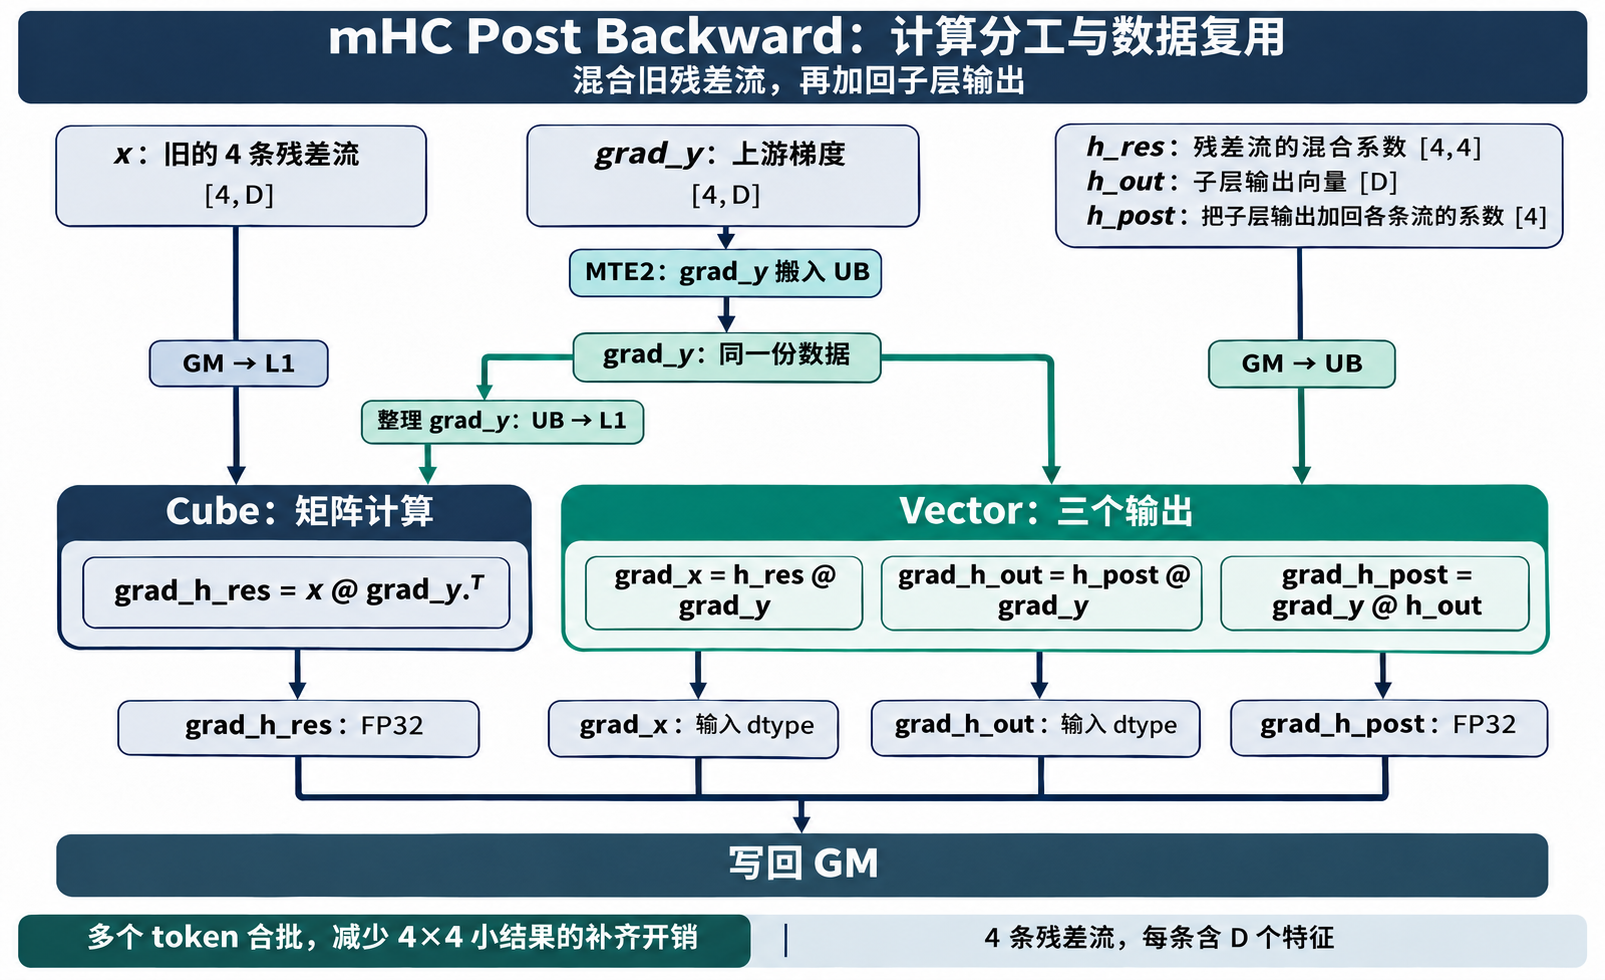 mHC Post Backward：计算分工与数据复用
混合旧残差流，再加回子层输出
x：旧的 4 条残差流
[4, D]
grad_y：上游梯度
[4, D]
h_res：残差流的混合系数 [4,4]
h_out：子层输出向量 [D]
h_post：把子层输出加回各条流的系数 [4]
MTE2：grad_y 搬入 UB
GM → L1
grad_y：同一份数据
GM → UB
整理 grad_y：UB → L1
Cube：矩阵计算
grad_h_res = x @ grad_y.ᵀ
Vector：三个输出
grad_x = h_res @
grad_y
grad_h_out = h_post @
grad_y
grad_h_post =
grad_y @ h_out
grad_h_res：FP32
grad_x：输入 dtype
grad_h_out：输入 dtype
grad_h_post：FP32
写回 GM
多个 token 合批，减少 4×4 小结果的补齐开销
4 条残差流，每条含 D 个特征